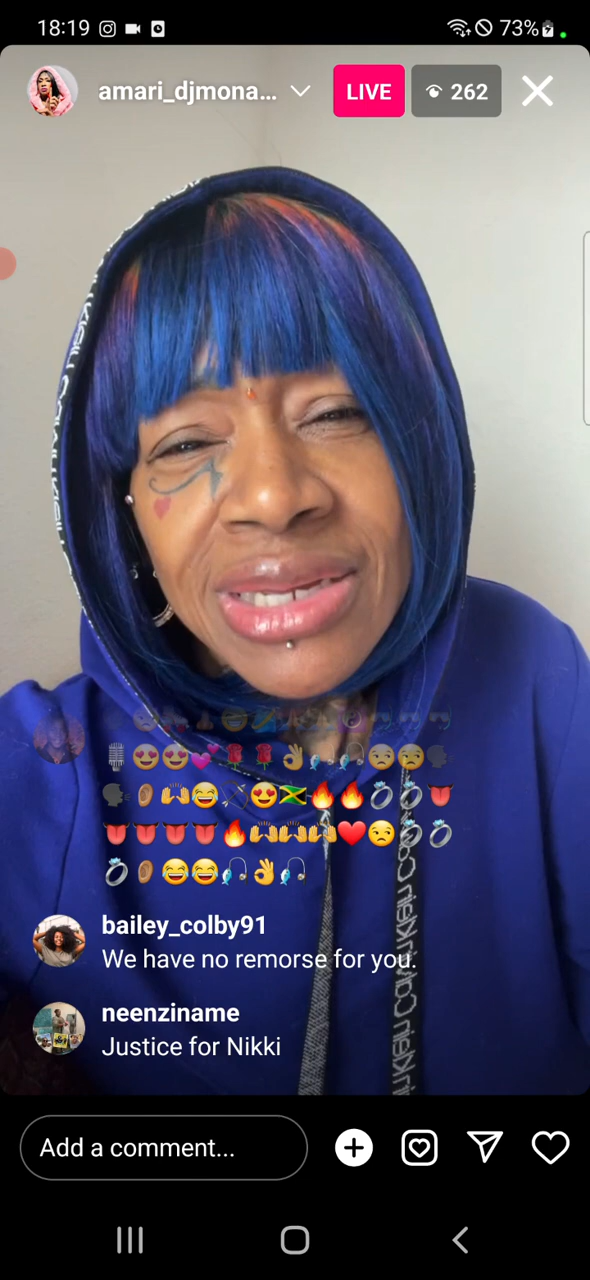 18:19
73%
amari_djmona...
LIVE
262
bailey_colby91
We have no remorse for you.
neenziname
Justice for Nikki
Add a comment...